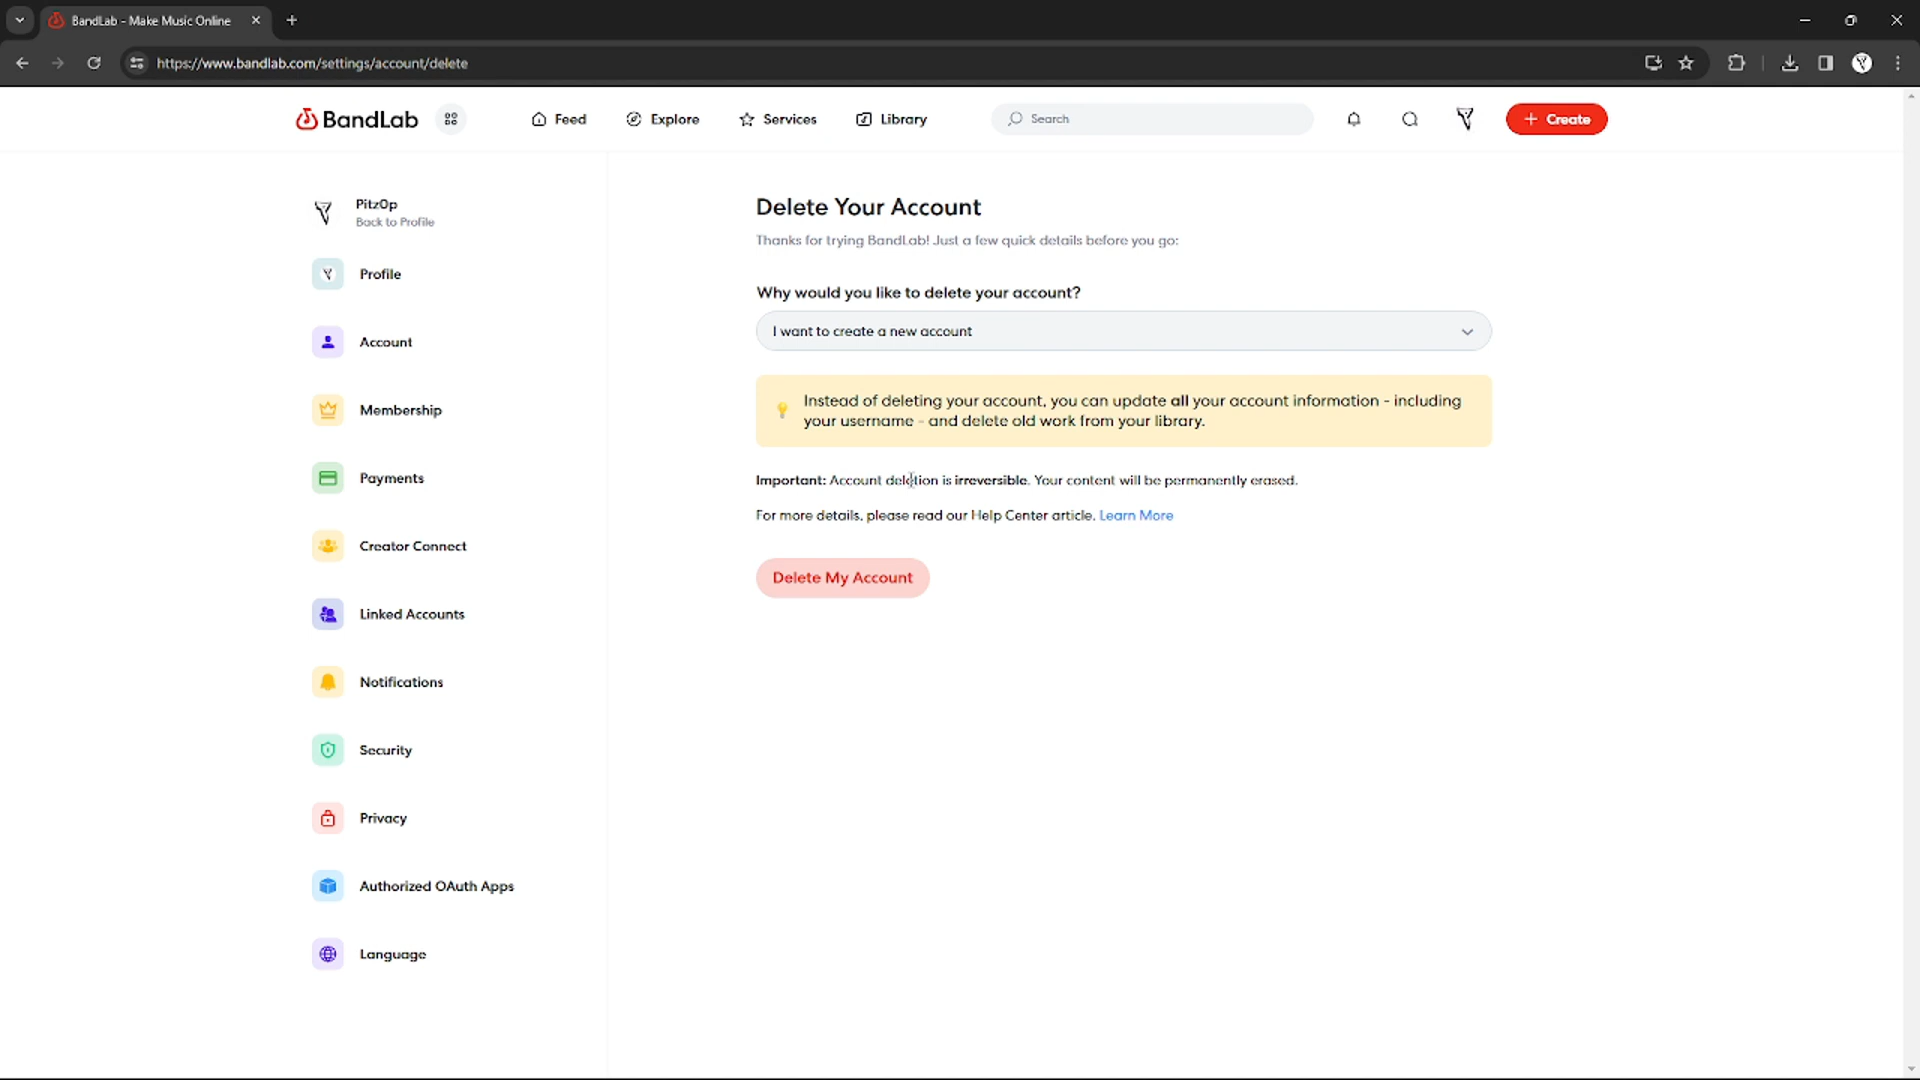 BandLab - Make Music Online
https://www.bandlab.com/settings/account/delete
BandLab
Feed
Explore
Services
Library
Search
Create
PitzOp
Back to Profile
Profile
Account
Membership
Payments
Creator Connect
Linked Accounts
Notifications
Security
Privacy
Authorized OAuth Apps
Language
Delete Your Account
Thanks for trying BandLab! Just a few quick details before you go:
Why would you like to delete your account?
I want to create a new account
Instead of deleting your account, you can update all your account information - including
your username - and delete old work from your library.
Important: Account deletion is irreversible. Your content will be permanently erased.
For more details, please read our Help Center article. Learn More
Delete My Account